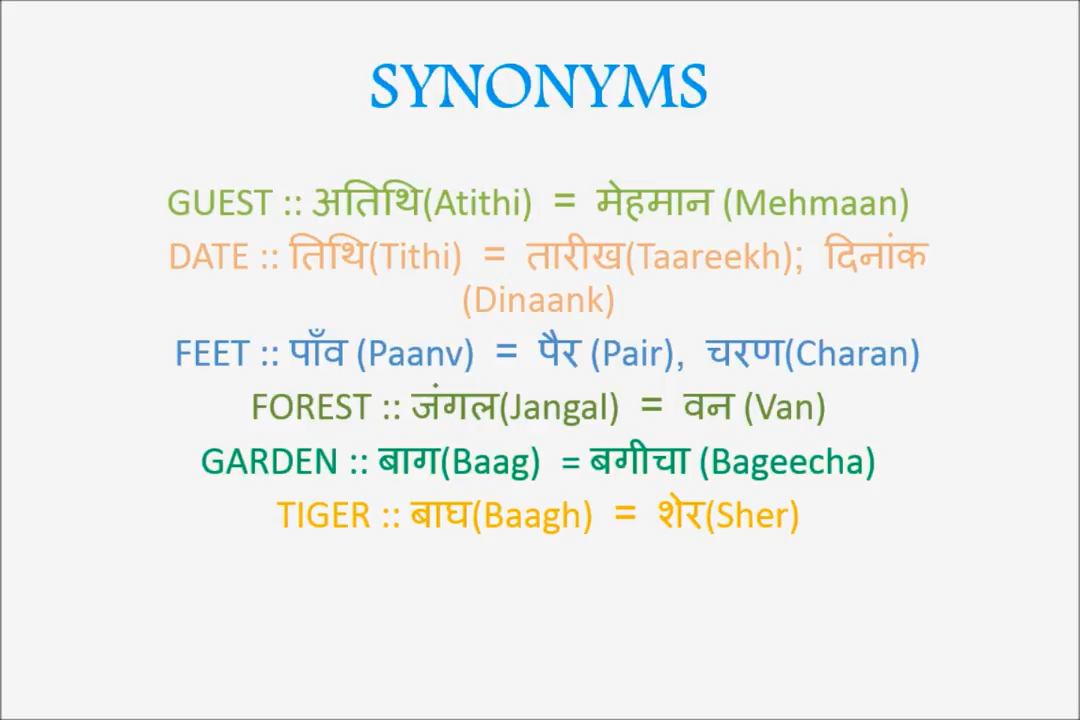 SYNONYMS
GUEST :: अतिथि(Atithi) = मेहमान (Mehmaan)
DATE :: तिथि(Tithi) = तारीख(Taareekh); दिनांक
(Dinaank)
FEET :: पाँव (Paanv) = पैर (Pair), चरण(Charan)
FOREST :: जंगल(Jangal) = वन (Van)
GARDEN :: बाग(Baag) = बगीचा (Bageecha)
TIGER :: बाघ(Baagh) = शेर(Sher)